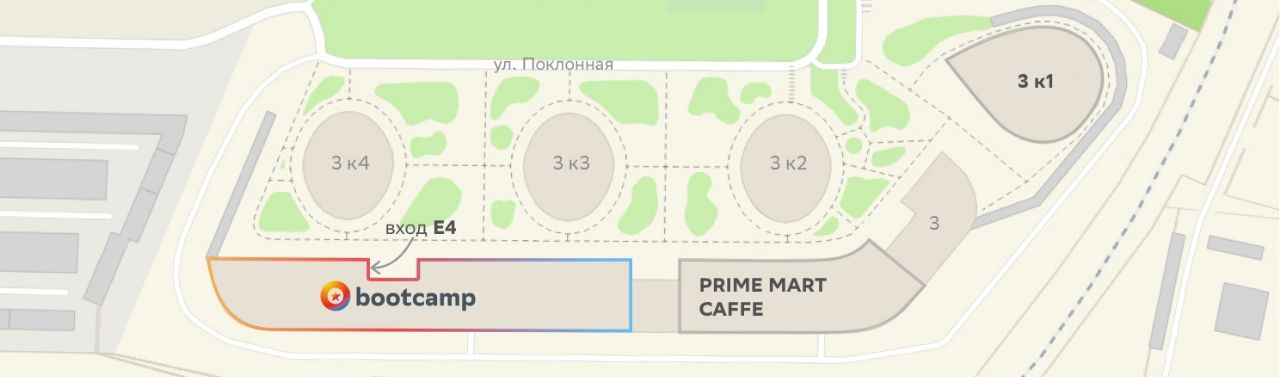 ул. Поклонная
3 к1
3 к4
3 к3
3 к2
вход E4
3
bootcamp
PRIME MART
CAFFE